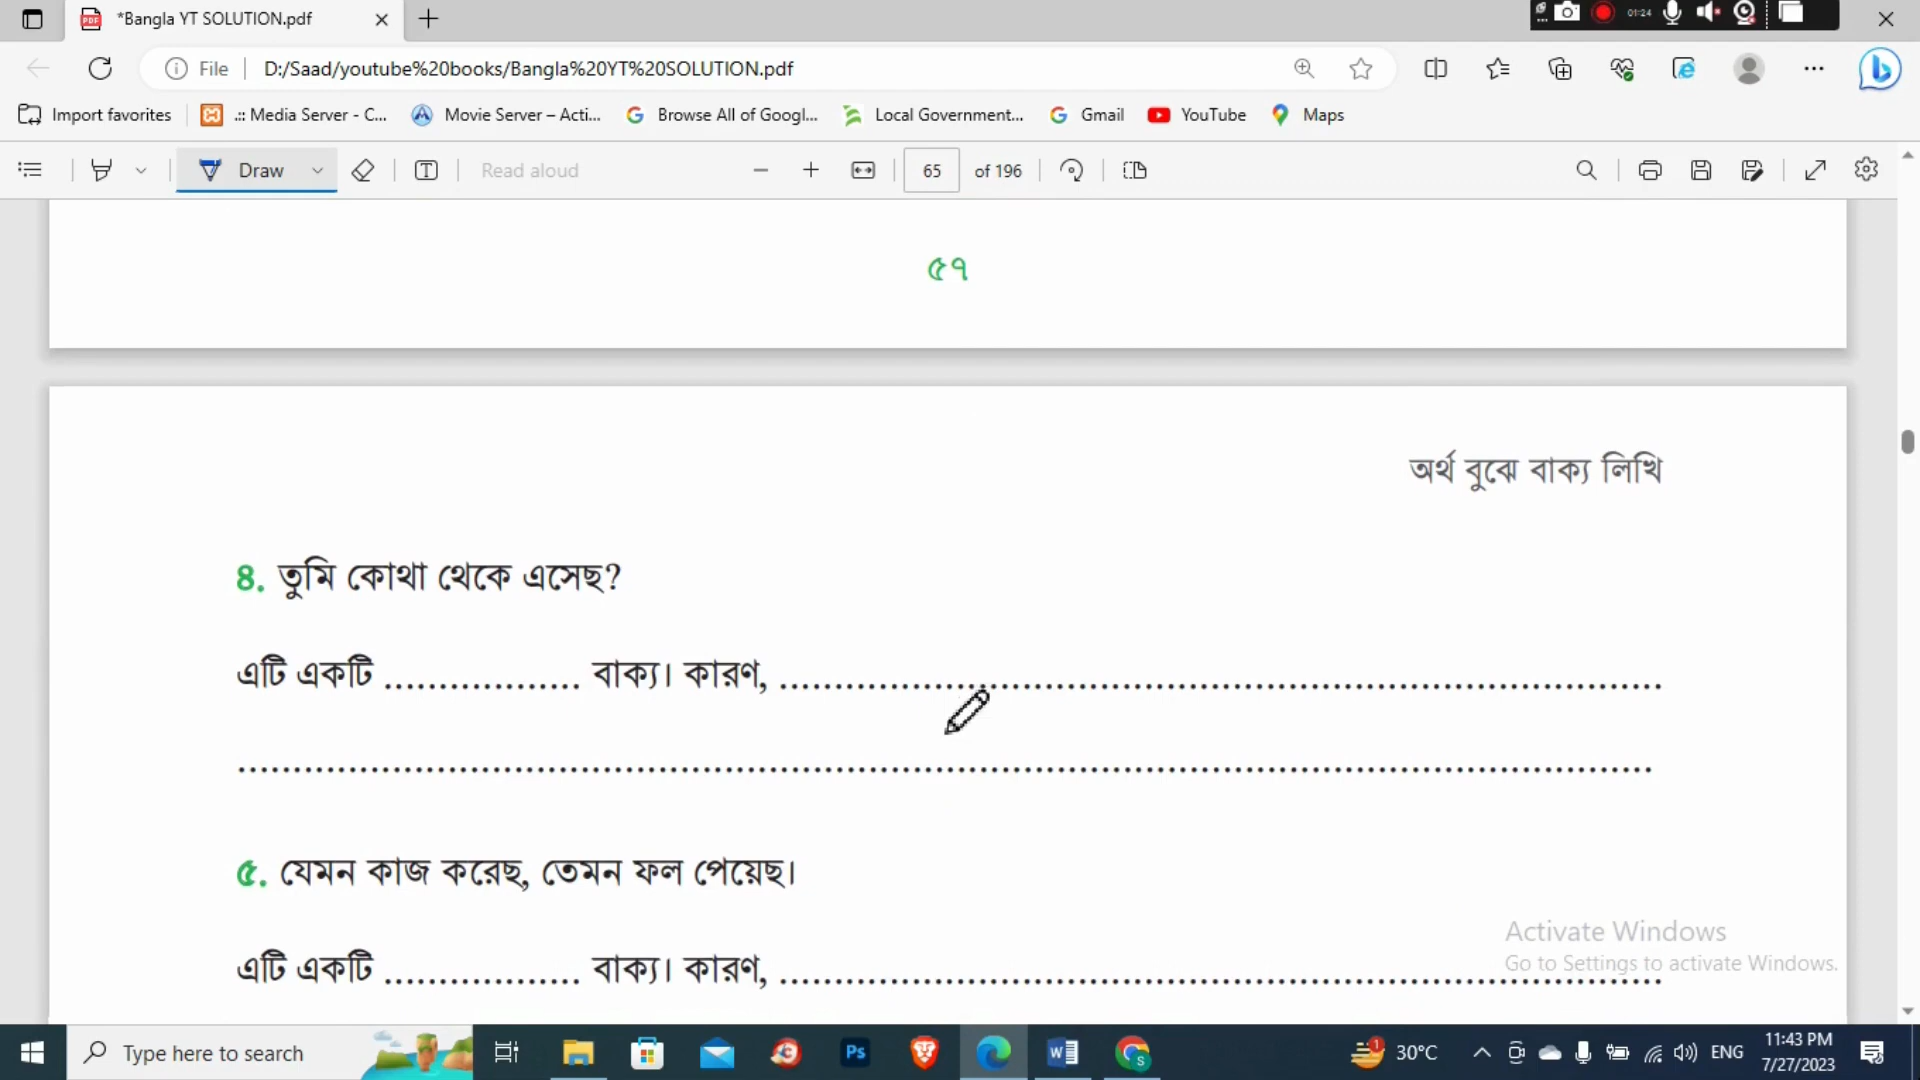 *Bangla YT SOLUTION.pdf
01:24
File
D:/Saad/youtube%20books/Bangla%20YT%20SOLUTION.pdf
Import favorites
.:: Media Server - C...
Movie Server – Acti...
Browse All of Googl...
Local Government...
Gmail
YouTube
Maps
Draw
Read aloud
65
of 196
৫৭
অর্থ বুঝে বাক্য লিখি
৪. তুমি কোথা থেকে এসেছ?
এটি একটি .................. বাক্য। কারণ, ................................................................................
................................................................................................................................
৫. যেমন কাজ করেছ, তেমন ফল পেয়েছ।
এটি একটি .................. বাক্য। কারণ, ................................................................................
Activate Windows
Go to Settings to activate Windows.
Type here to search
Ps
30°C
ENG
11:43 PM
7/27/2023